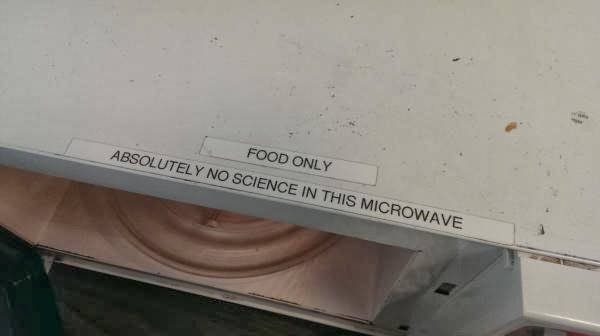 FOOD ONLY
ABSOLUTELY NO SCIENCE IN THIS MICROWAVE